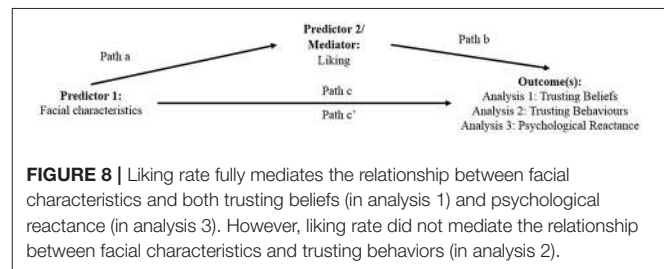 Predictor 2/
Mediator:
Liking
Path a
Path b
Predictor 1:
Facial characteristics
Path c
Path c'
Outcome(s):
Analysis 1: Trusting Beliefs
Analysis 2: Trusting Behaviours
Analysis 3: Psychological Reactance
FIGURE 8 | Liking rate fully mediates the relationship between facial
characteristics and both trusting beliefs (in analysis 1) and psychological
reactance (in analysis 3). However, liking rate did not mediate the relationship
between facial characteristics and trusting behaviors (in analysis 2).